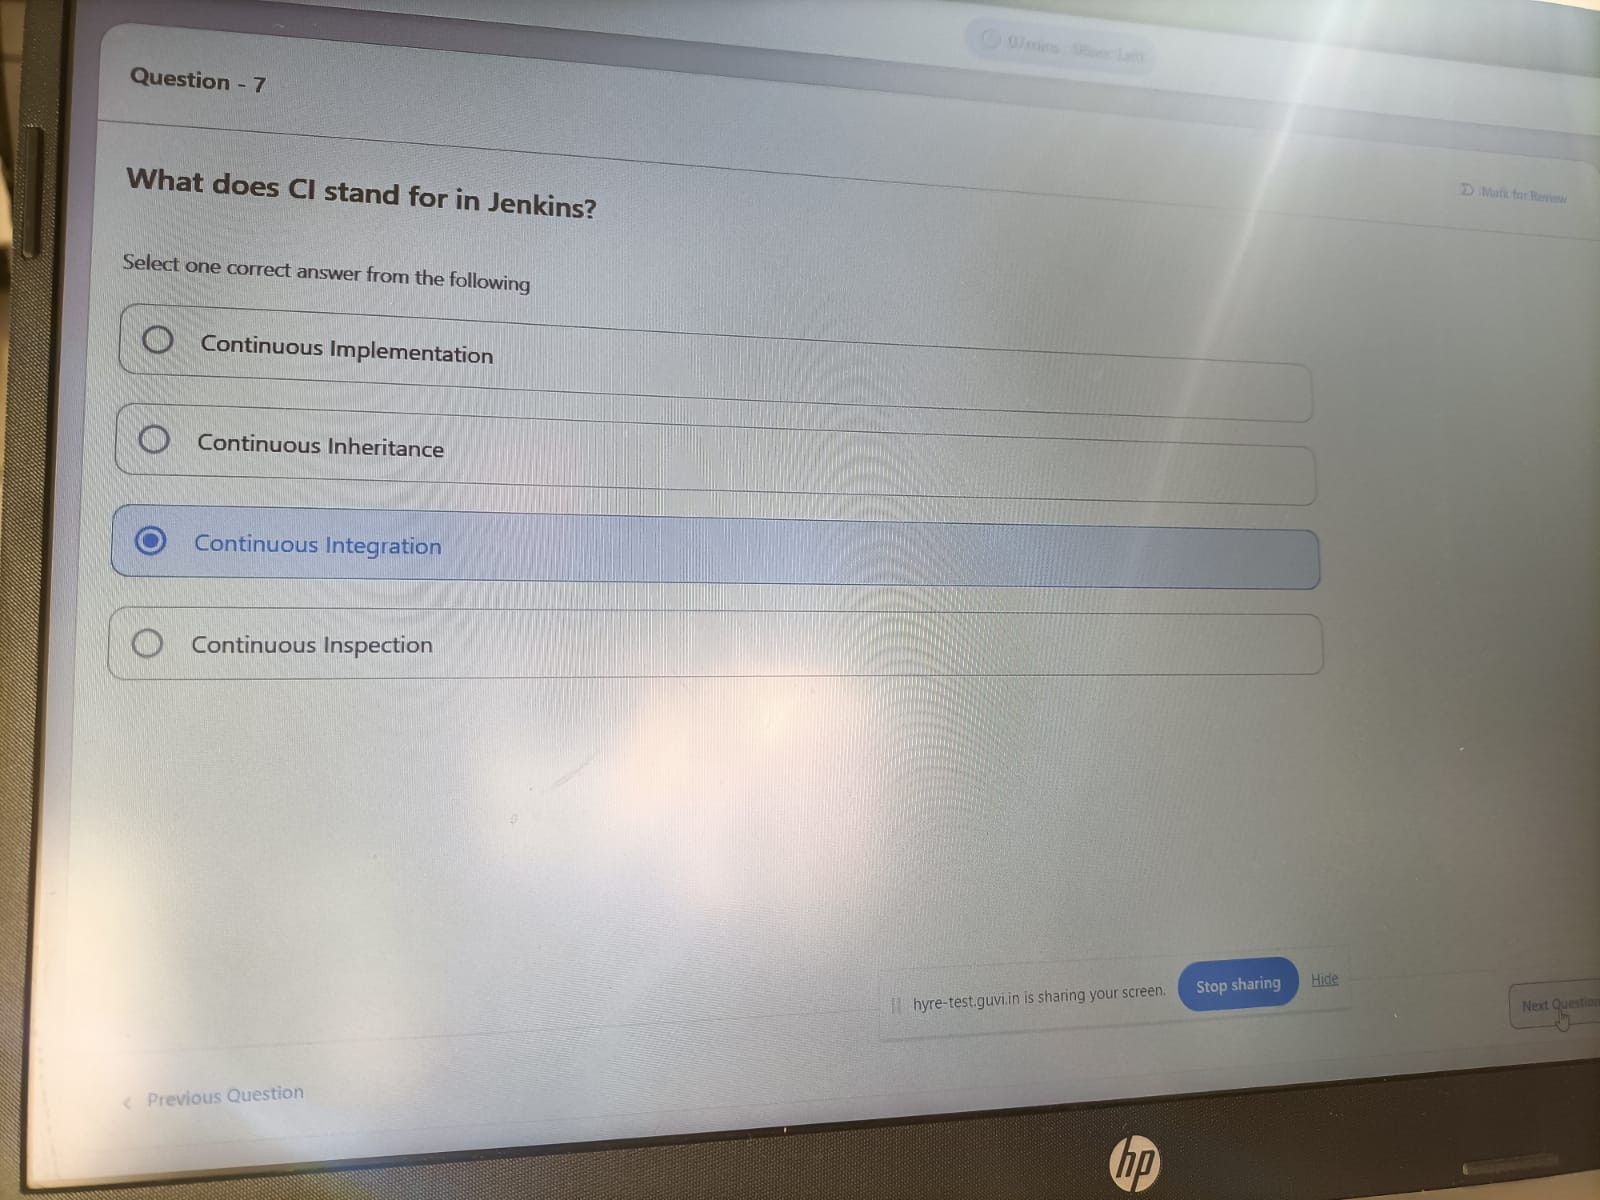 07mins
Question - 7
Mark for Review
What does CI stand for in Jenkins?
Select one correct answer from the following
Continuous Implementation
Continuous Inheritance
Continuous Integration
Continuous Inspection
hyre-test.guvi.in is sharing your screen.
Stop sharing
Hide
Next Question
< Previous Question
hp